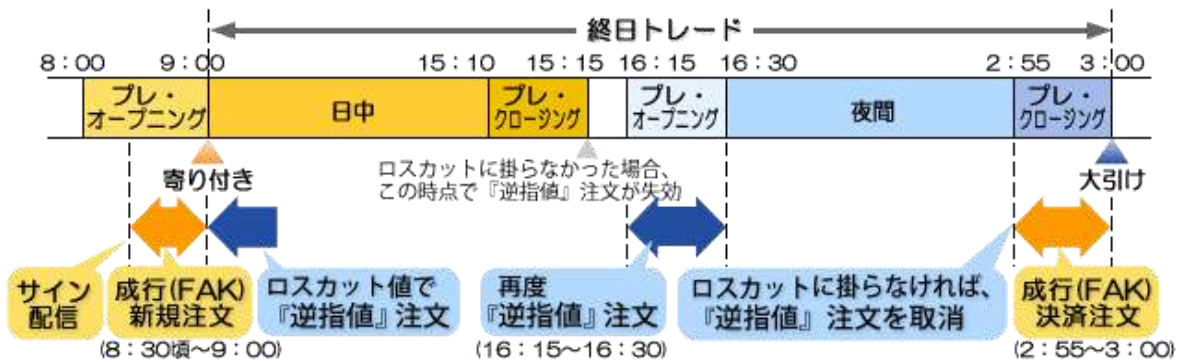 終日トレード
8:00 9:00 15:10 15:15 16:15 16:30 2:55 3:00
プレ・
オープニング
日中
プレ・
クロージング
プレ・
オープニング
夜間
プレ・
クロージング
寄り付き
ロスカットに掛らなかった場合、
この時点で『逆指値』注文が失効
大引け
サイン
配信
成行(FAK)
新規注文
(8:30頃~9:00)
ロスカット値で
『逆指値』注文
再度
『逆指値』注文
(16:15~16:30)
ロスカットに掛らなければ、
『逆指値』注文を取消
成行(FAK)
決済注文
(2:55~3:00)